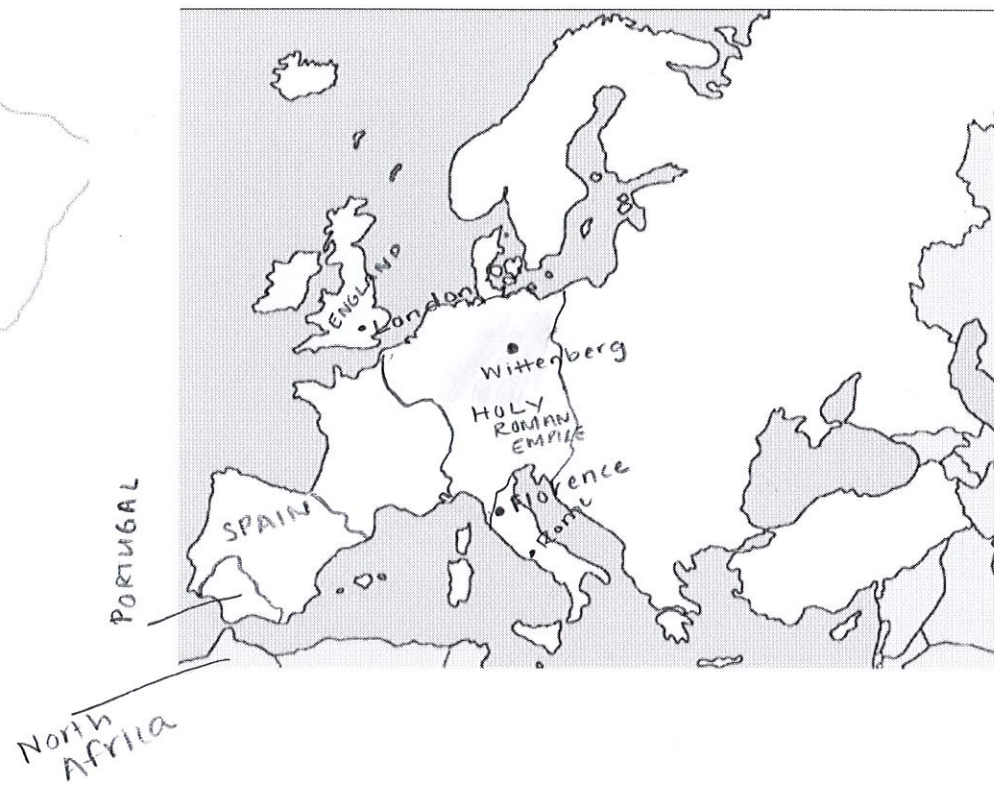 ENGLAND
London
Wittenberg
HOLY
ROMAN
EMPIRE
Florence
Rome
SPAIN
PORTUGAL
North
Africa